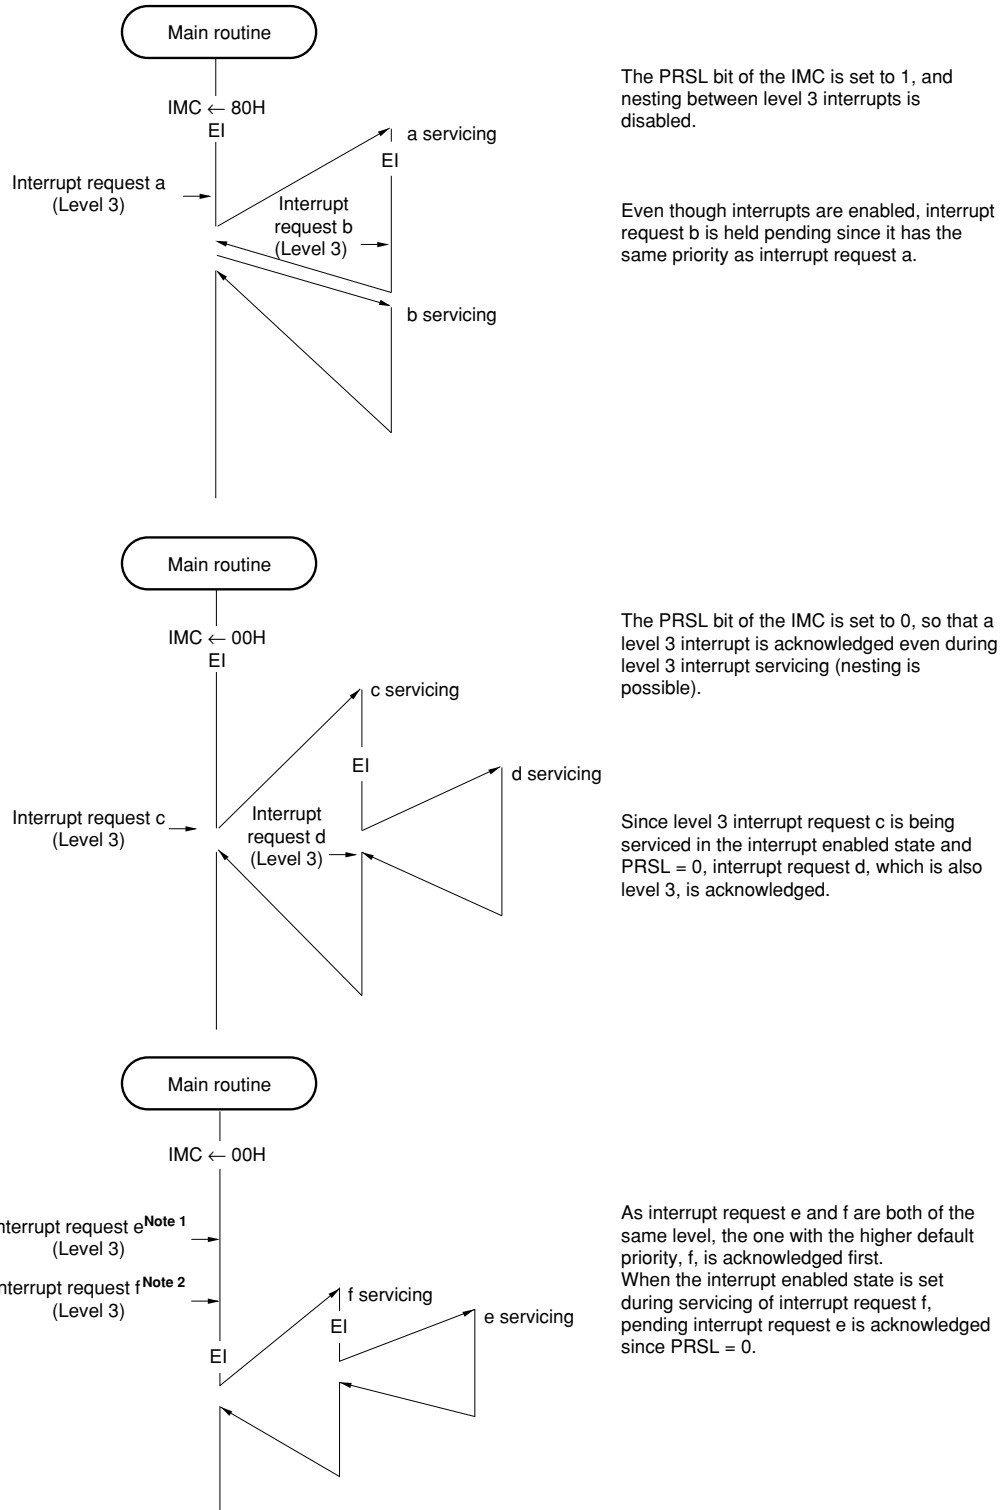 Main routine
IMC ← 80H
EI
a servicing
EI
Interrupt request a
(Level 3)
Interrupt
request b
(Level 3)
b servicing
The PRSL bit of the IMC is set to 1, and
nesting between level 3 interrupts is
disabled.
Even though interrupts are enabled, interrupt
request b is held pending since it has the
same priority as interrupt request a.
Main routine
IMC ← 00H
EI
c servicing
EI
d servicing
Interrupt request c
(Level 3)
Interrupt
request d
(Level 3)
The PRSL bit of the IMC is set to 0, so that a
level 3 interrupt is acknowledged even during
level 3 interrupt servicing (nesting is
possible).
Since level 3 interrupt request c is being
serviced in the interrupt enabled state and
PRSL = 0, interrupt request d, which is also
level 3, is acknowledged.
Main routine
IMC ← 00H
nterrupt request e Note 1
(Level 3)
nterrupt request f Note 2
(Level 3)
EI
f servicing
EI
e servicing
As interrupt request e and f are both of the
same level, the one with the higher default
priority, f, is acknowledged first.
When the interrupt enabled state is set
during servicing of interrupt request f,
pending interrupt request e is acknowledged
since PRSL = 0.